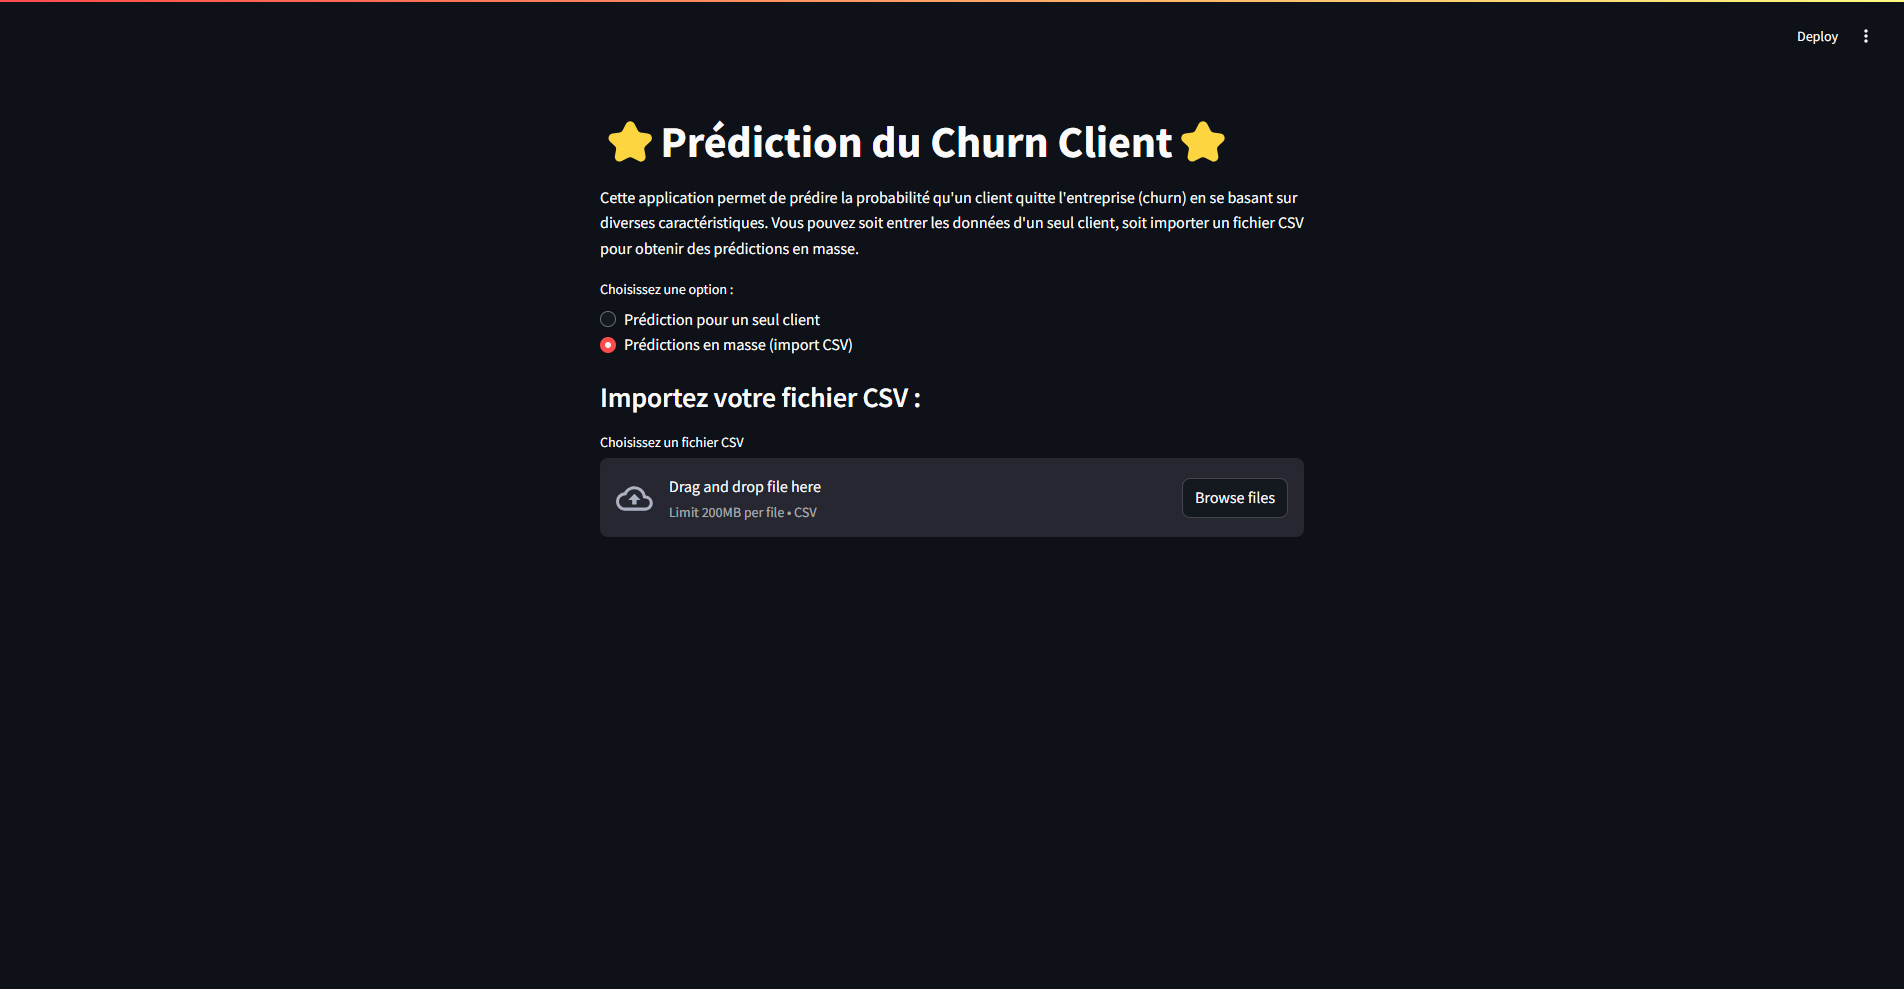 Deploy
Prédiction du Churn Client
Cette application permet de prédire la probabilité qu'un client quitte l'entreprise (churn) en se basant sur
diverses caractéristiques. Vous pouvez soit entrer les données d'un seul client, soit importer un fichier CSV
pour obtenir des prédictions en masse.
Choisissez une option :
Prédiction pour un seul client
Prédictions en masse (import CSV)
Importez votre fichier CSV :
Choisissez un fichier CSV
Drag and drop file here
Limit 200MB per file • CSV
Browse files